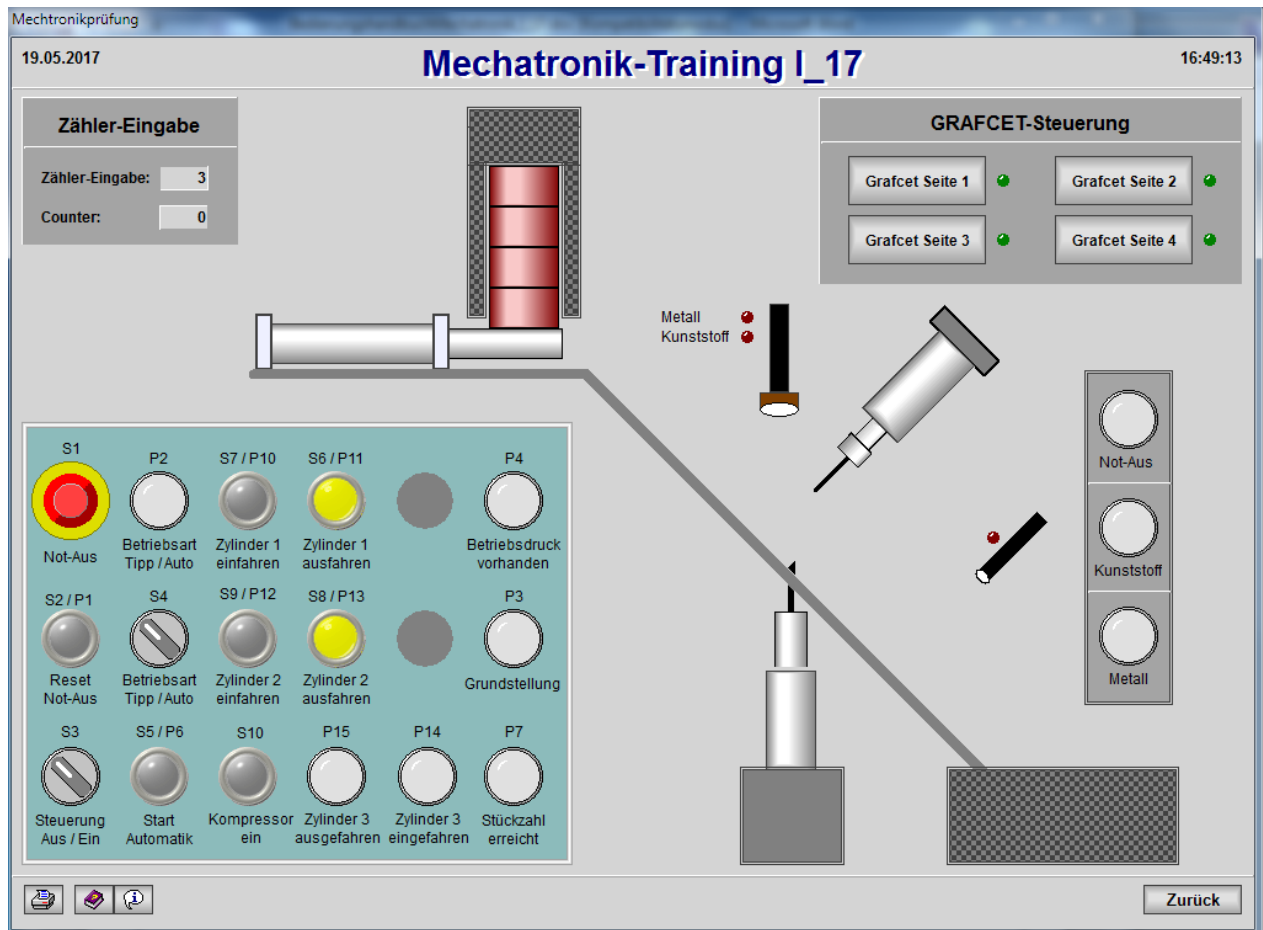 Mechtronikprüfung
19.05.2017
Mechatronik-Training I_17
16:49:13
Zähler-Eingabe
Zähler-Eingabe: 3
Counter: 0
GRAFCET-Steuerung
Grafcet Seite 1
Grafcet Seite 2
Grafcet Seite 3
Grafcet Seite 4
Metall
Kunststoff
Not-Aus
Kunststoff
Metall
S1
P2
S7 / P10
S6 / P11
P4
Not-Aus
Betriebsart
Tipp / Auto
Zylinder 1
einfahren
Zylinder 1
ausfahren
Betriebsdruck
vorhanden
S2 / P1
S4
S9 / P12
S8 / P13
P3
Reset
Not-Aus
Betriebsart
Tipp / Auto
Zylinder 2
einfahren
Zylinder 2
ausfahren
Grundstellung
S3
S5 / P6
S10
P15
P14
P7
Steuerung
Aus / Ein
Start
Automatik
Kompressor
ein
Zylinder 3
ausgefahren
Zylinder 3
eingefahren
Stückzahl
erreicht
Zurück